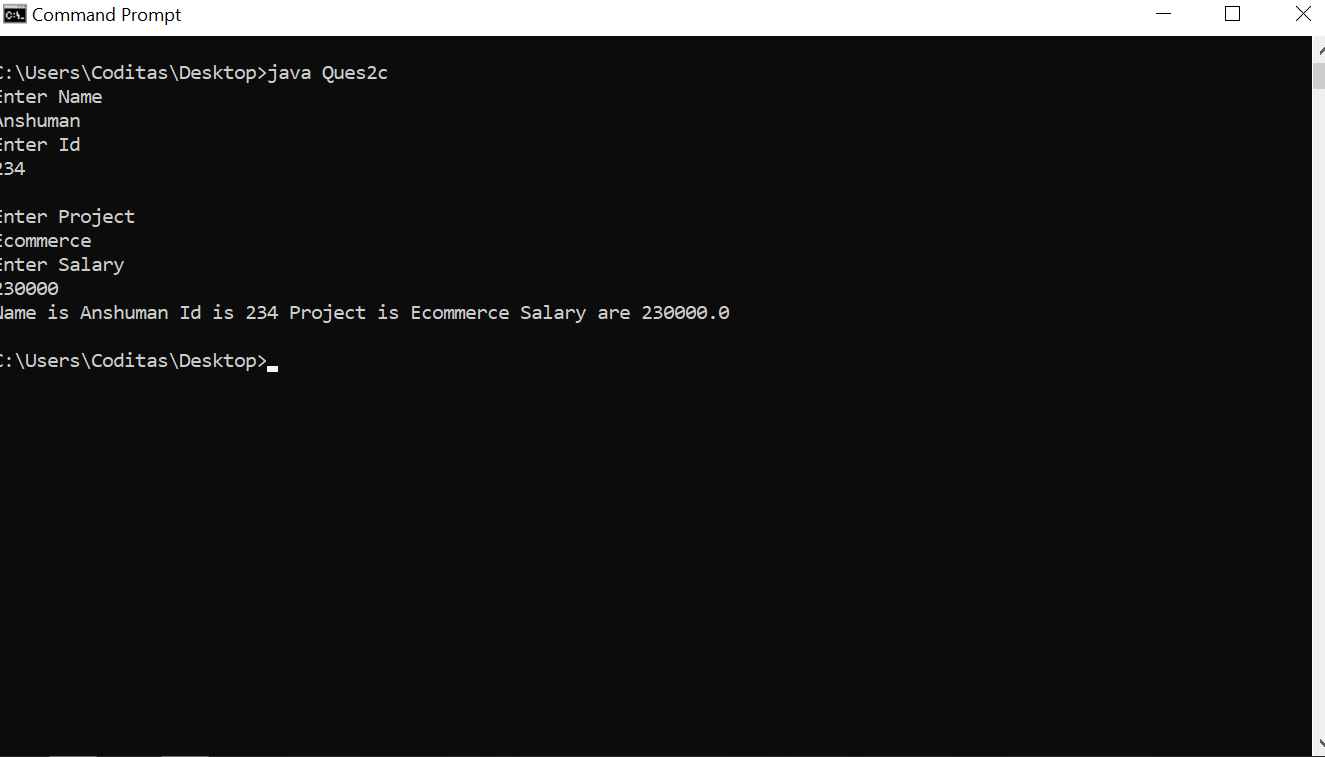 Command Prompt
C:\Users\Coditas\Desktop>java Ques2c
Enter Name
Anshuman
Enter Id
234
Enter Project
Ecommerce
Enter Salary
230000
Name is Anshuman Id is 234 Project is Ecommerce Salary are 230000.0
C:\Users\Coditas\Desktop>